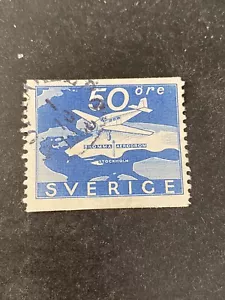 50 öre
BROMMA AERODROM
STOCKHOLM
SVERIGE